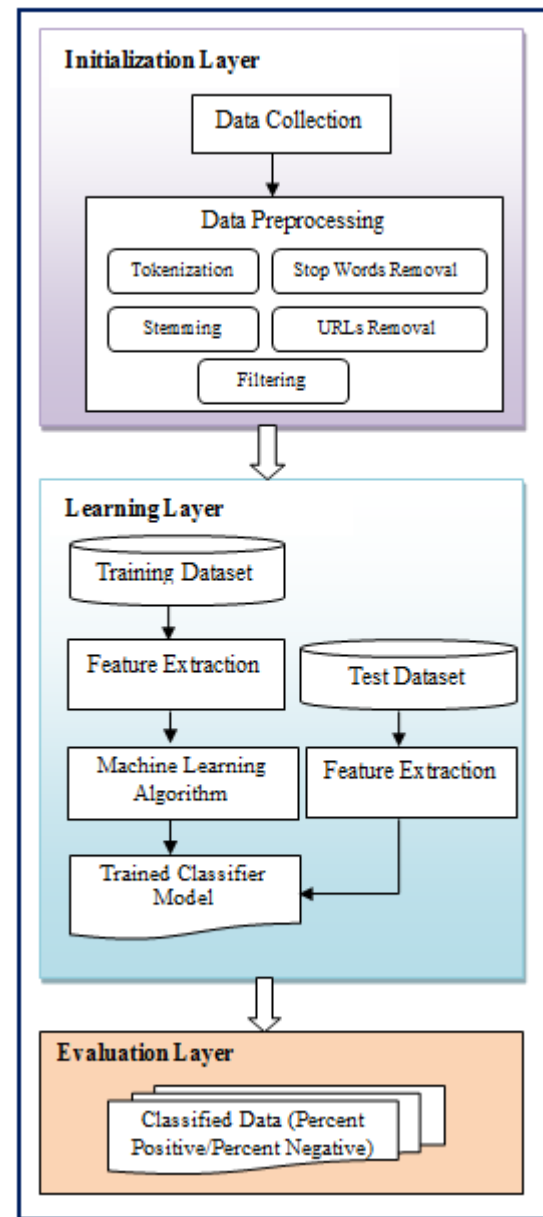 Initialization Layer
Data Collection
Data Preprocessing
Tokenization
Stop Words Removal
Stemming
URLs Removal
Filtering
Learning Layer
Training Dataset
Feature Extraction
Test Dataset
Machine Learning
Algorithm
Feature Extraction
Trained Classifier
Model
Evaluation Layer
Classified Data (Percent
Positive/Percent Negative)